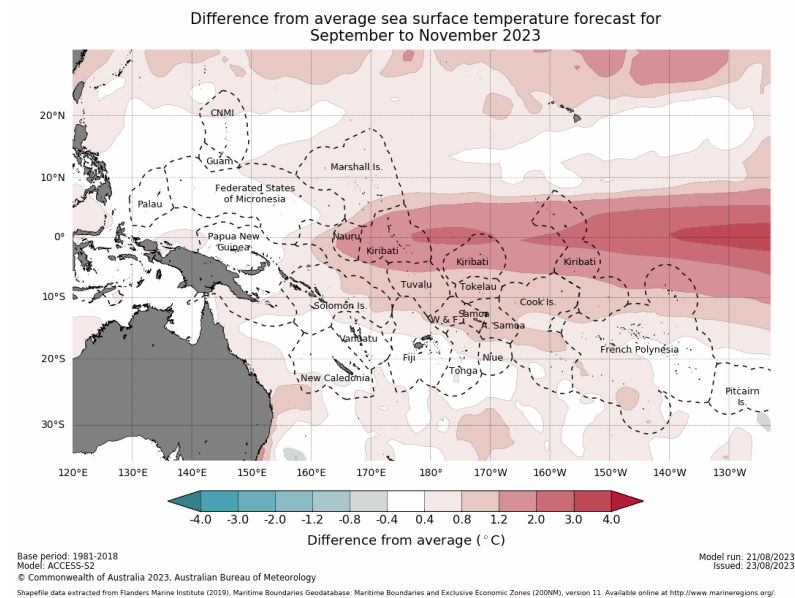 Difference from average sea surface temperature forecast for
September to November 2023
20°N
10°N
0°
10°S
20°S
30°S
CNMI
Guam
Marshall Is.
Palau
Federated States
of Micronesia
Papua New
Guinea
Nauru
Kiribati
Kiribati
Kiribati
Tuvalu
Tokelau
Solomon Is.
Cook Is.
W & F
Samoa
A. Samoa
Vanuatu
Fiji
Niue
French Polynesia
Tonga
New Caledonia
Pitcairn
Is.
120°E 130°E 140°E 150°E 160°E 170°E 180° 170°W 160°W 150°W 140°W 130°W
-4.0 -3.0 -2.0 -1.2 -0.8 -0.4 0.4 0.8 1.2 2.0 3.0 4.0
Difference from average (°C)
Base period: 1981-2018
Model: ACCESS-S2
© Commonwealth of Australia 2023, Australian Bureau of Meteorology
Model run: 21/08/2023
Issued: 23/08/2023
Shapefile data extracted from Flanders Marine Institute (2019), Maritime Boundaries Geodatabase: Maritime Boundaries and Exclusive Economic Zones (200NM), version 11. Available online at http://www.marineregions.org/.